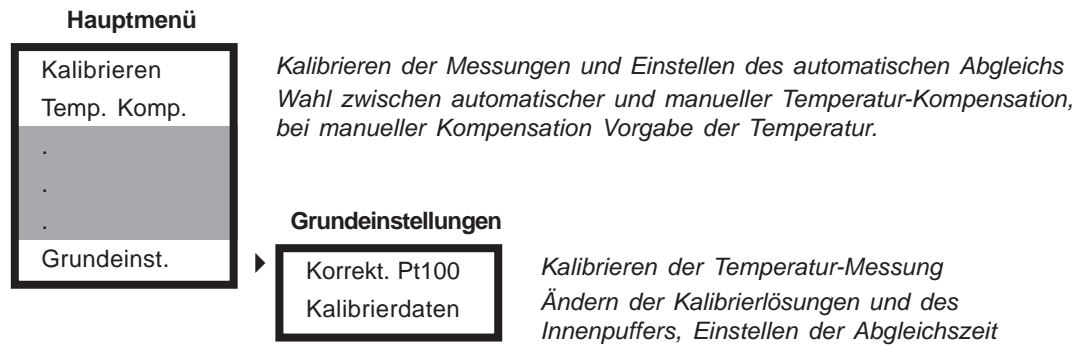 Hauptmenü
Kalibrieren
Kalibrieren der Messungen und Einstellen des automatischen Abgleichs
Temp. Komp.
Wahl zwischen automatischer und manueller Temperatur-Kompensation,
bei manueller Kompensation Vorgabe der Temperatur.
.
.
.
Grundeinst.
Grundeinstellungen
Korrekt. Pt100
Kalibrieren der Temperatur-Messung
Kalibrierdaten
Ändern der Kalibrierlösungen und des
Innenpuffers, Einstellen der Abgleichszeit